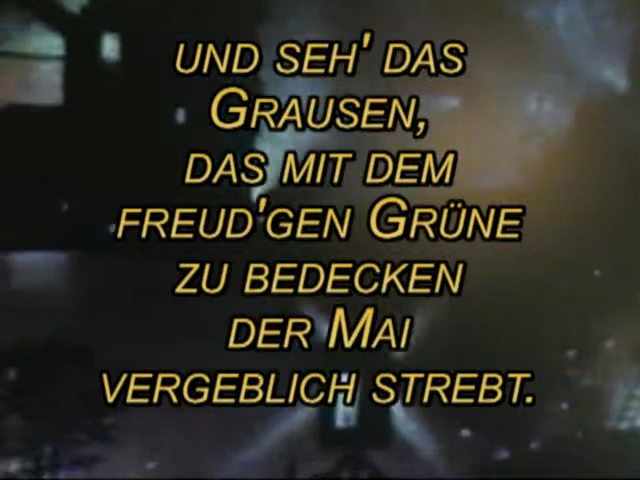 UND SEH' DAS
GRAUSEN,
DAS MIT DEM
FREUD'GEN GRÜNE
ZU BEDECKEN
DER MAI
VERGEBLICH STREBT.